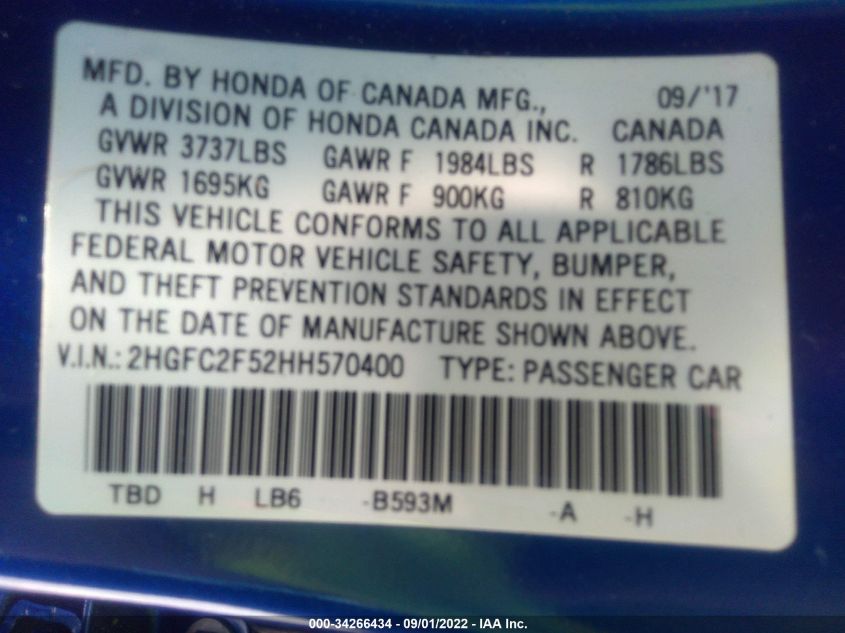 MFD. BY HONDA OF CANADA MFG., 09/'17
A DIVISION OF HONDA CANADA INC. CANADA
GVWR 3737LBS GAWR F 1984LBS R 1786LBS
GVWR 1695KG GAWR F 900KG R 810KG
THIS VEHICLE CONFORMS TO ALL APPLICABLE
FEDERAL MOTOR VEHICLE SAFETY, BUMPER,
AND THEFT PREVENTION STANDARDS IN EFFECT
ON THE DATE OF MANUFACTURE SHOWN ABOVE.
V.I.N.: 2HGFC2F52HH570400 TYPE: PASSENGER CAR
TBD H LB6 -B593M -A -H
000-34266434 - 09/01/2022 - IAA Inc.